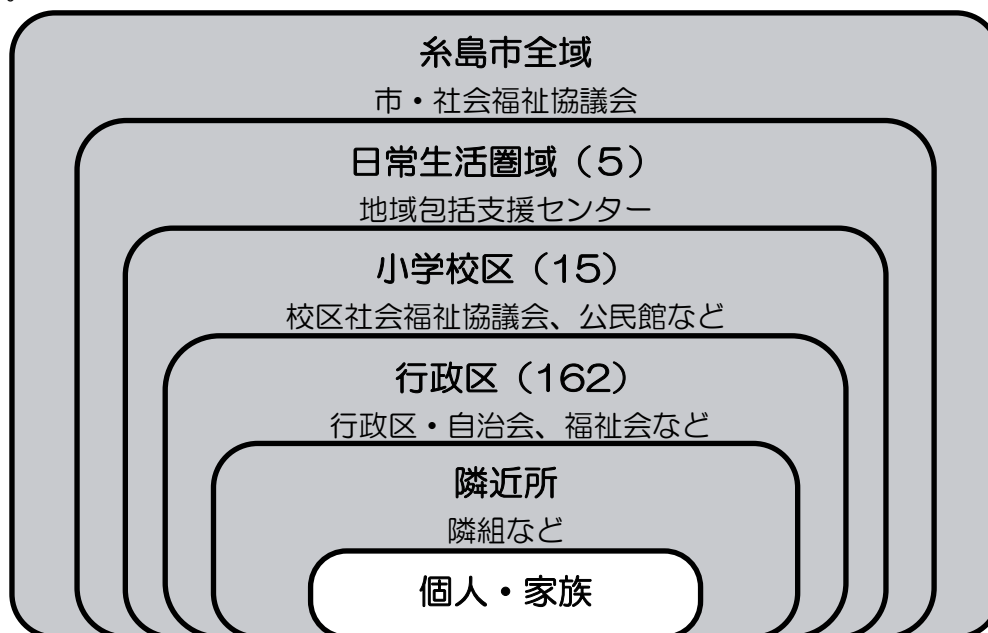 糸島市全域
市・社会福祉協議会
日常生活圏域（5）
地域包括支援センター
小学校区（15）
校区社会福祉協議会、公民館など
行政区（162）
行政区・自治会、福祉会など
隣近所
隣組など
個人・家族